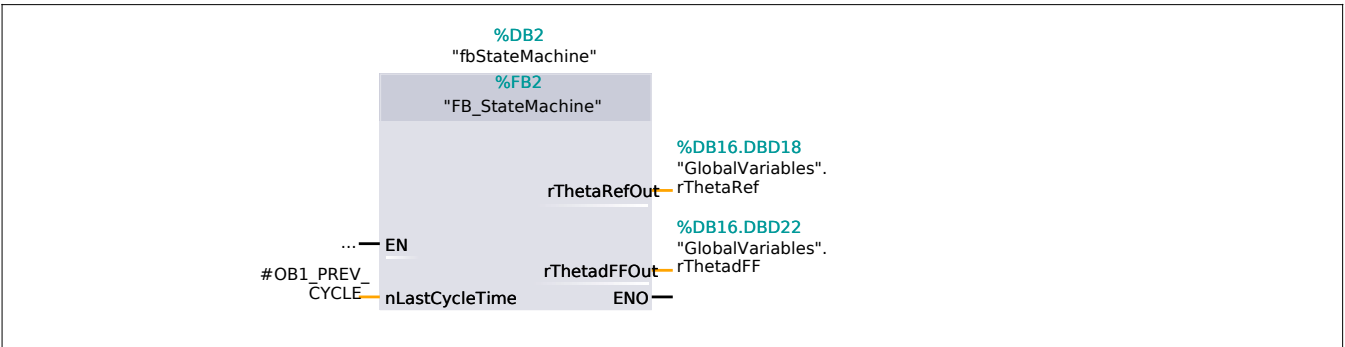 %DB2
"fbStateMachine"
%FB2
"FB_StateMachine"
%DB16.DBD18
"GlobalVariables".
rThetaRefOut rThetaRef
%DB16.DBD22
"GlobalVariables".
... EN
rThetadFFOut rThetadFF
#OB1_PREV_
CYCLE nLastCycleTime ENO